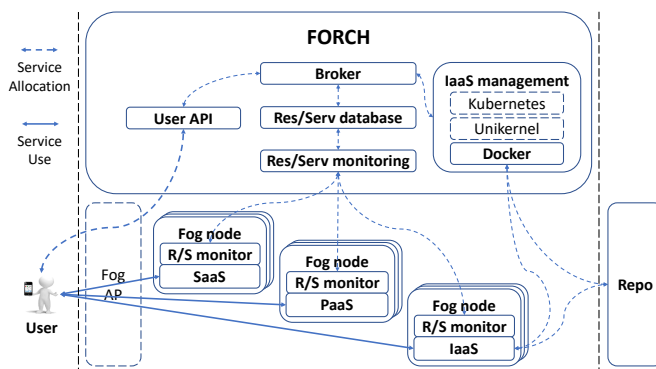 FORCH
Service
Allocation
Service
Use
Broker
User API
Res/Serv database
Res/Serv monitoring
IaaS management
Kubernetes
Unikernel
Docker
Fog
AP
Fog node
R/S monitor
SaaS
Fog node
R/S monitor
PaaS
Fog node
R/S monitor
IaaS
User
Repo